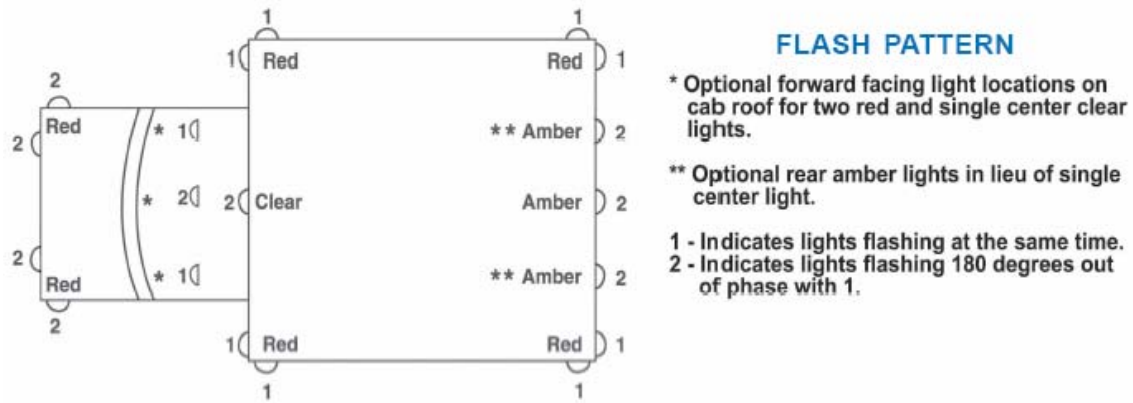 1 1
1 Red Red 1
2
Red * 1 ** Amber 2
2
* 2 2 Clear Amber 2
2 * 1 ** Amber 2
Red
2
1 Red Red 1
1 1
FLASH PATTERN
* Optional forward facing light locations on
cab roof for two red and single center clear
lights.
** Optional rear amber lights in lieu of single
center light.
1 - Indicates lights flashing at the same time.
2 - Indicates lights flashing 180 degrees out
of phase with 1.